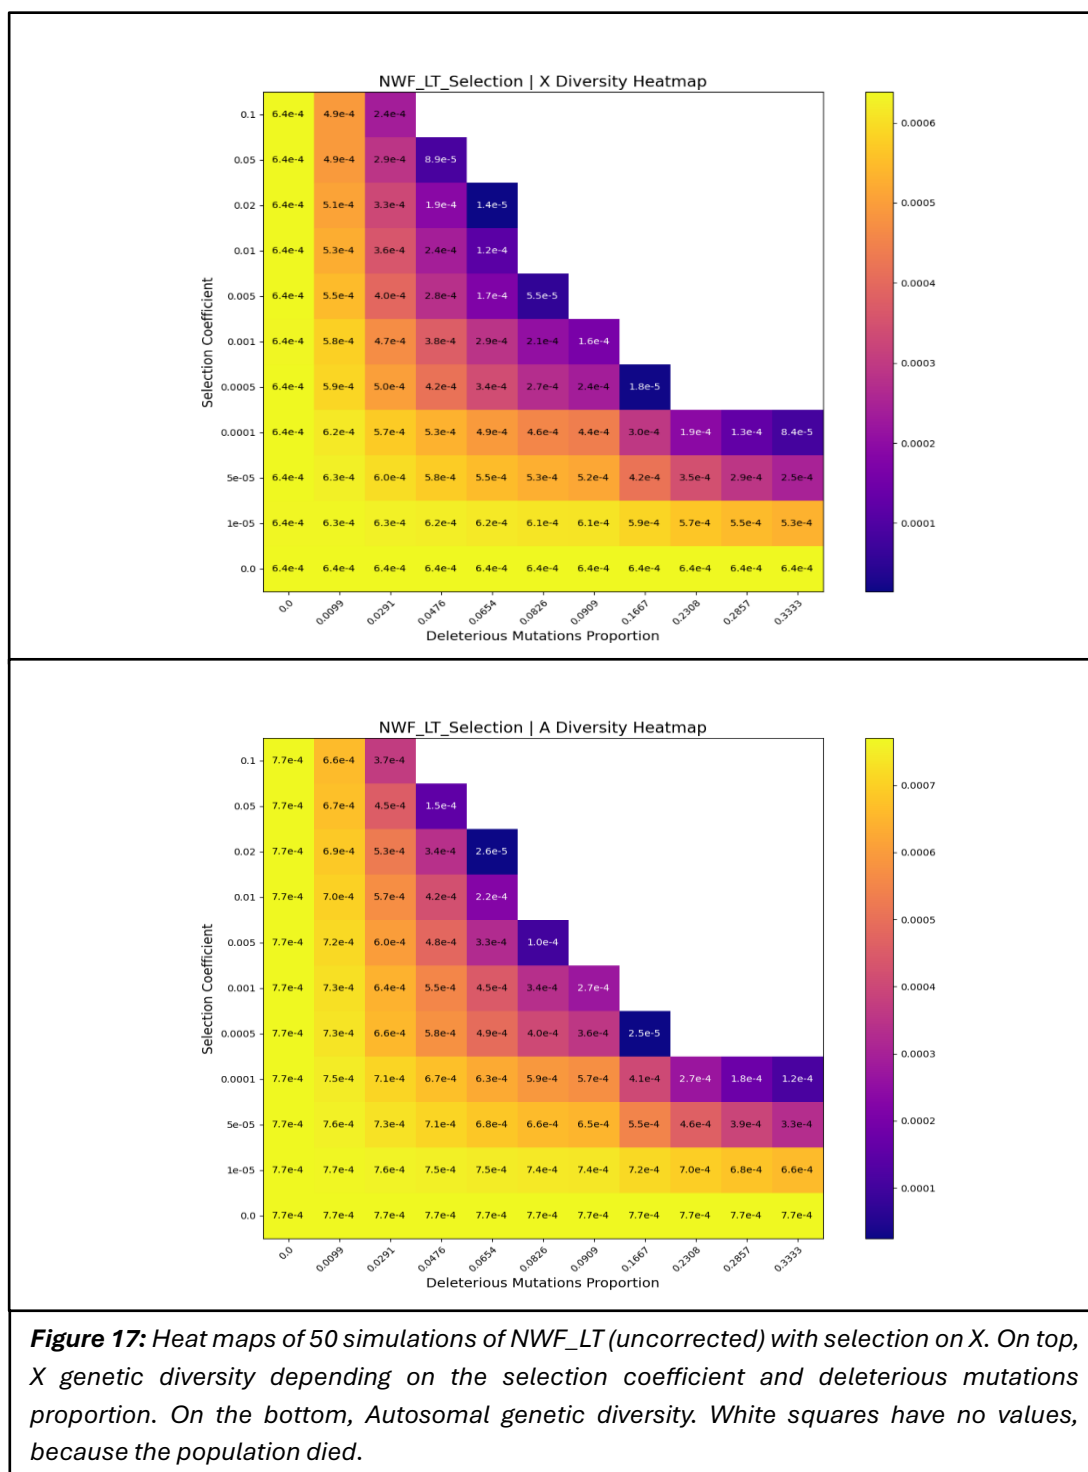 NWF_LT_Selection | X Diversity Heatmap
0.1 6.4e-4 4.9e-4 2.4e-4
0.05 6.4e-4 4.9e-4 2.9e-4 8.9e-5
0.02 6.4e-4 5.1e-4 3.3e-4 1.9e-4 1.4e-5
0.01 6.4e-4 5.3e-4 3.6e-4 2.4e-4 1.2e-4
0.005 6.4e-4 5.5e-4 4.0e-4 2.8e-4 1.7e-4 5.5e-5
0.001 6.4e-4 5.8e-4 4.7e-4 3.8e-4 2.9e-4 2.1e-4 1.6e-4
0.0005 6.4e-4 5.9e-4 5.0e-4 4.2e-4 3.4e-4 2.7e-4 2.4e-4 1.8e-5
0.0001 6.4e-4 6.2e-4 5.7e-4 5.3e-4 4.9e-4 4.6e-4 4.4e-4 3.0e-4 1.9e-4 1.3e-4 8.4e-5
5e-05 6.4e-4 6.3e-4 6.0e-4 5.8e-4 5.5e-4 5.3e-4 5.2e-4 4.2e-4 3.5e-4 2.9e-4 2.5e-4
1e-05 6.4e-4 6.3e-4 6.3e-4 6.2e-4 6.2e-4 6.1e-4 6.1e-4 5.9e-4 5.7e-4 5.5e-4 5.3e-4
0.0 6.4e-4 6.4e-4 6.4e-4 6.4e-4 6.4e-4 6.4e-4 6.4e-4 6.4e-4 6.4e-4 6.4e-4 6.4e-4
Selection Coefficient
0.0 0.0099 0.0291 0.0476 0.0654 0.0826 0.0909 0.1667 0.2308 0.2857 0.3333
Deleterious Mutations Proportion
0.0006
0.0005
0.0004
0.0003
0.0002
0.0001
NWF_LT_Selection | A Diversity Heatmap
0.1 7.7e-4 6.6e-4 3.7e-4
0.05 7.7e-4 6.7e-4 4.5e-4 1.5e-4
0.02 7.7e-4 6.9e-4 5.3e-4 3.4e-4 2.6e-5
0.01 7.7e-4 7.0e-4 5.7e-4 4.2e-4 2.2e-4
0.005 7.7e-4 7.2e-4 6.0e-4 4.8e-4 3.3e-4 1.0e-4
0.001 7.7e-4 7.3e-4 6.4e-4 5.5e-4 4.5e-4 3.4e-4 2.7e-4
0.0005 7.7e-4 7.3e-4 6.6e-4 5.8e-4 4.9e-4 4.0e-4 3.6e-4 2.5e-5
0.0001 7.7e-4 7.5e-4 7.1e-4 6.7e-4 6.3e-4 5.9e-4 5.7e-4 4.1e-4 2.7e-4 1.8e-4 1.2e-4
5e-05 7.7e-4 7.6e-4 7.3e-4 7.1e-4 6.8e-4 6.6e-4 6.5e-4 5.5e-4 4.6e-4 3.9e-4 3.3e-4
1e-05 7.7e-4 7.7e-4 7.6e-4 7.5e-4 7.5e-4 7.4e-4 7.4e-4 7.2e-4 7.0e-4 6.8e-4 6.6e-4
0.0 7.7e-4 7.7e-4 7.7e-4 7.7e-4 7.7e-4 7.7e-4 7.7e-4 7.7e-4 7.7e-4 7.7e-4 7.7e-4
Selection Coefficient
0.0 0.0099 0.0291 0.0476 0.0654 0.0826 0.0909 0.1667 0.2308 0.2857 0.3333
Deleterious Mutations Proportion
0.0007
0.0006
0.0005
0.0004
0.0003
0.0002
0.0001
Figure 17: Heat maps of 50 simulations of NWF_LT (uncorrected) with selection on X. On top,
X genetic diversity depending on the selection coefficient and deleterious mutations
proportion. On the bottom, Autosomal genetic diversity. White squares have no values,
because the population died.